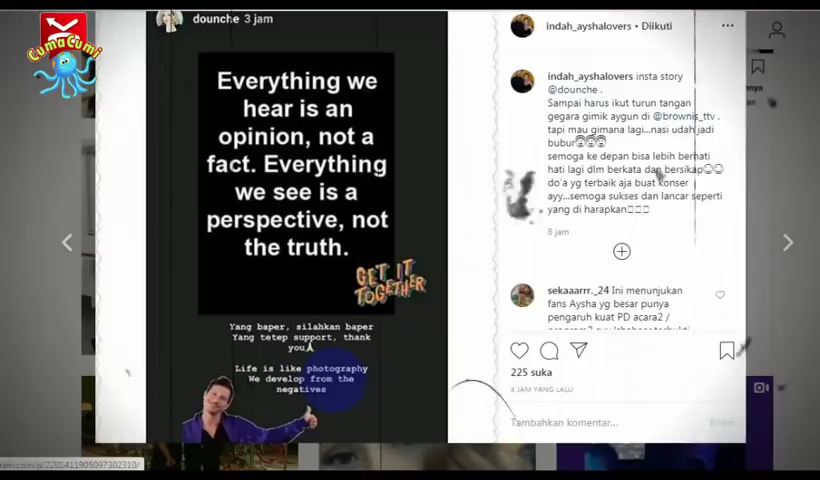 CumaCumi
dounche 3 jam
Everything we
hear is an
opinion, not a
fact. Everything
we see is a
perspective, not
the truth.
GET IT
TOGETHER
Yang baper, silahkan baper
Yang tetep support, thank
you
Life is like photography
We develop from the
negatives
indah_ayshalovers • Diikuti
indah_ayshalovers insta story
@dounche .
Sampai harus ikut turun tangan
gegara gimik aygun di @brownis_ttv .
tapi mau gimana lagi...nasi udah jadi
bubur
semoga ke depan bisa lebih berhati
hati lagi dlm berkata dan bersikap
do'a yg terbaik aja buat konser
ayy...semoga sukses dan lancar seperti
yang di harapkan
8 jam
sekaaarrr._24 Ini menunjukan
fans Aysha yg besar punya
pengaruh kuat PD acara2 /
225 suka
8 JAM YANG LALU
Tambahkan komentar...